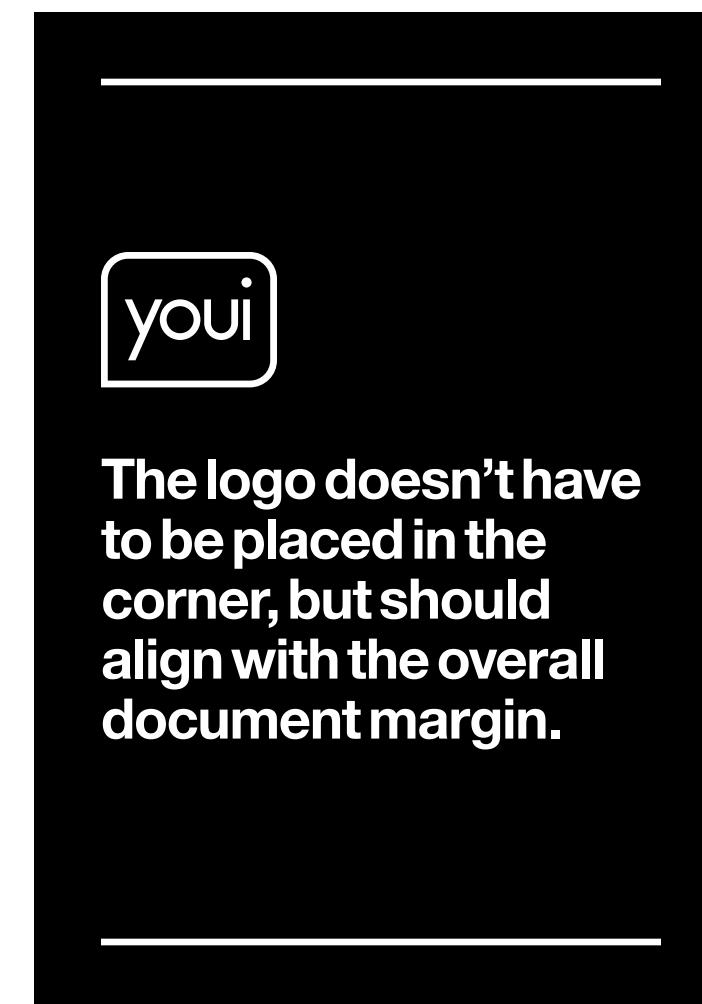 youi
The logo doesn’t have
to be placed in the
corner, but should
align with the overall
document margin.